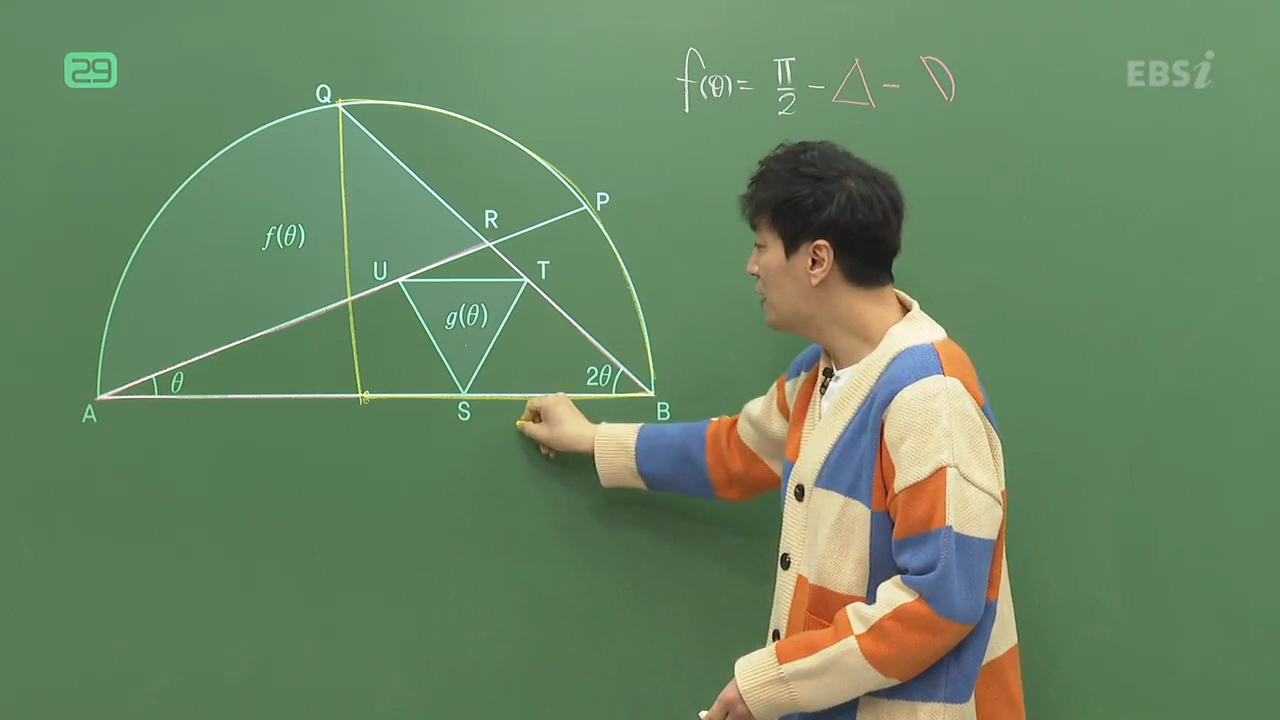 29
f(θ) = π/2 - △ - D
EBSi
Q
P
R
f(θ)
U
T
g(θ)
θ
2θ
A
S
B